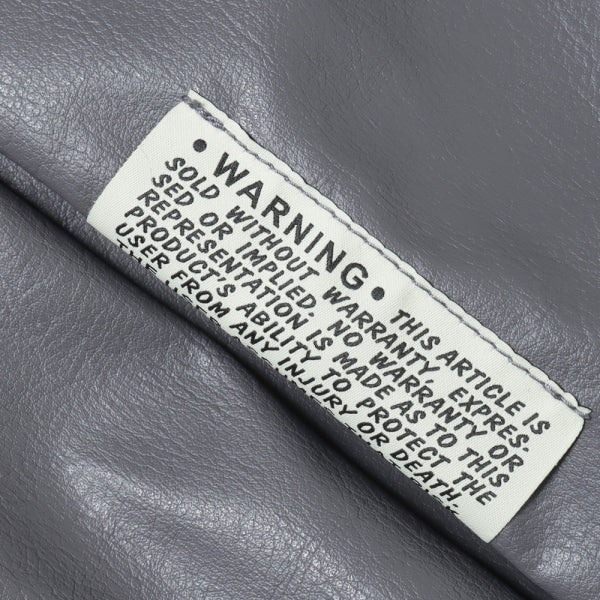 • WARNING • THIS ARTICLE IS
SOLD WITHOUT WARRANTY, EXPRES.
SED OR IMPLIED. NO WARRANTY OR
REPRESENTATION IS MADE AS TO THIS
PRODUCT'S ABILITY TO PROTECT THE
USER FROM ANY INJURY OR DEATH.